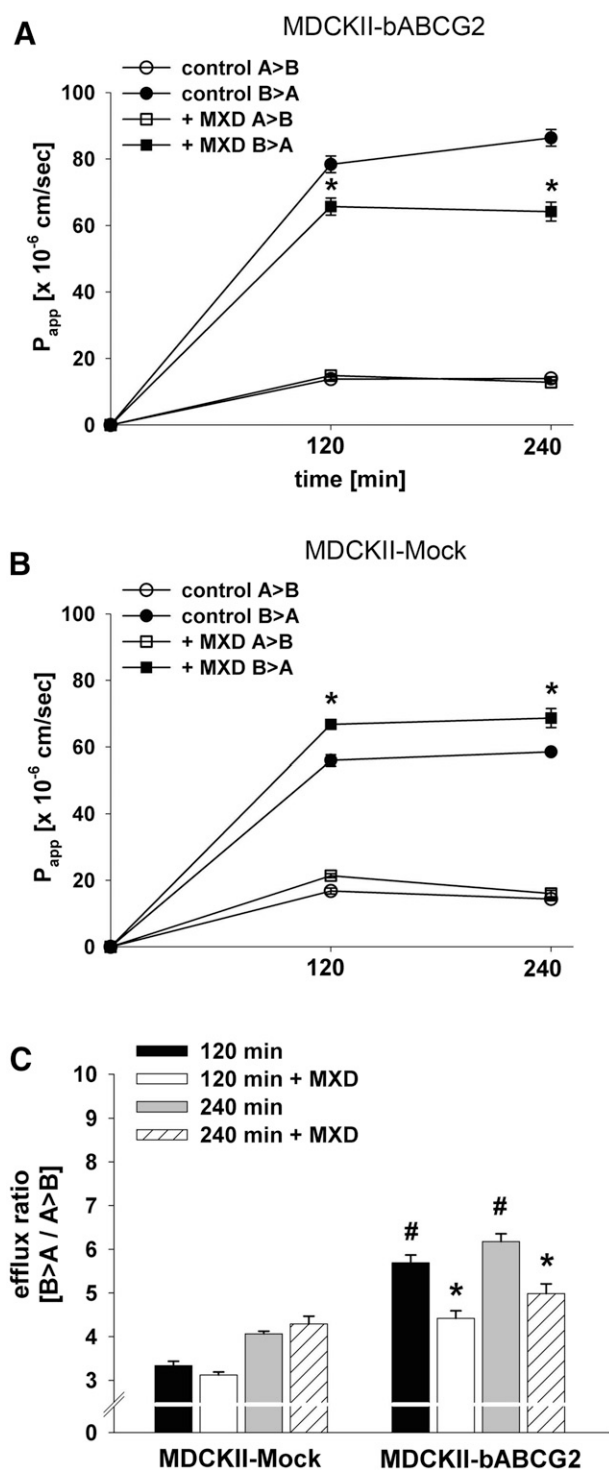 A
MDCKII-bABCG2
control A>B
control B>A
+ MXD A>B
+ MXD B>A
100
80
60
40
20
0
P_app [x 10⁻⁶ cm/sec]
*
*
120
240
time [min]
B
MDCKII-Mock
control A>B
control B>A
+ MXD A>B
+ MXD B>A
100
80
60
40
20
0
P_app [x 10⁻⁶ cm/sec]
*
*
120
240
C
120 min
120 min + MXD
240 min
240 min + MXD
10
9
8
7
6
5
4
3
0
efflux ratio
[B>A / A>B]
#
*
#
*
MDCKII-Mock
MDCKII-bABCG2